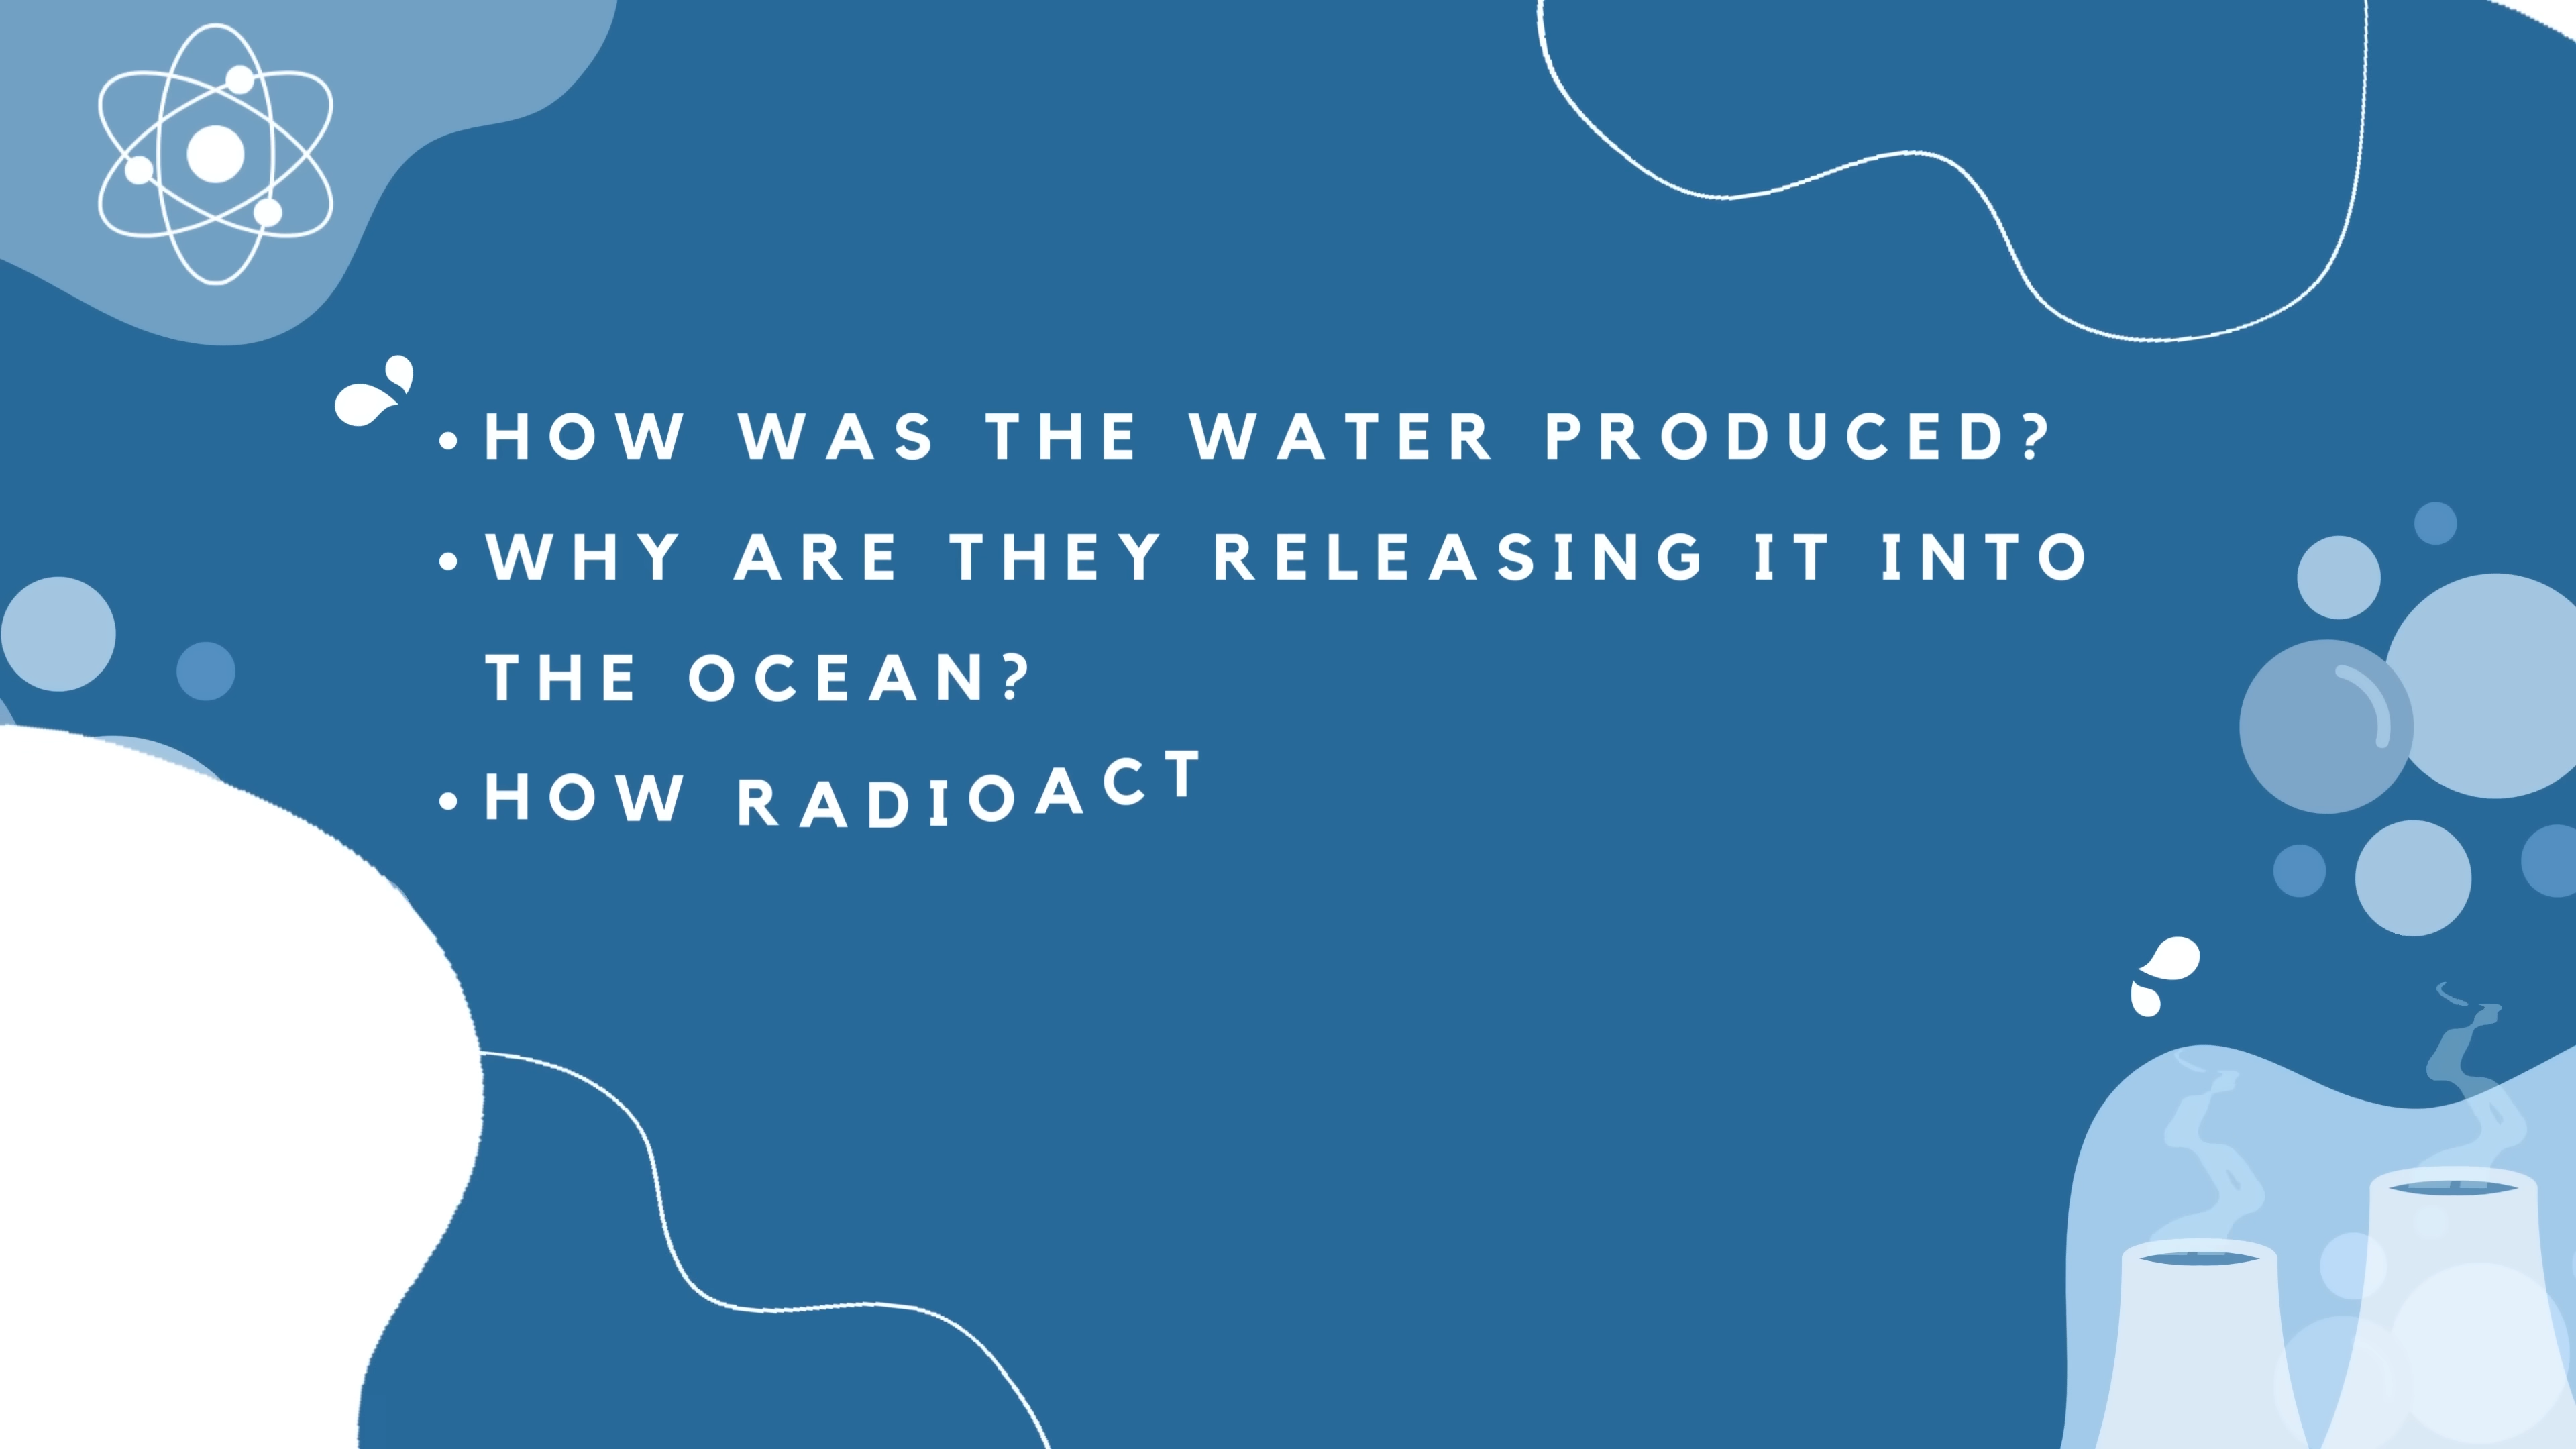 • HOW WAS THE WATER PRODUCED?
• WHY ARE THEY RELEASING IT INTO
THE OCEAN?
• HOW RADIOACT